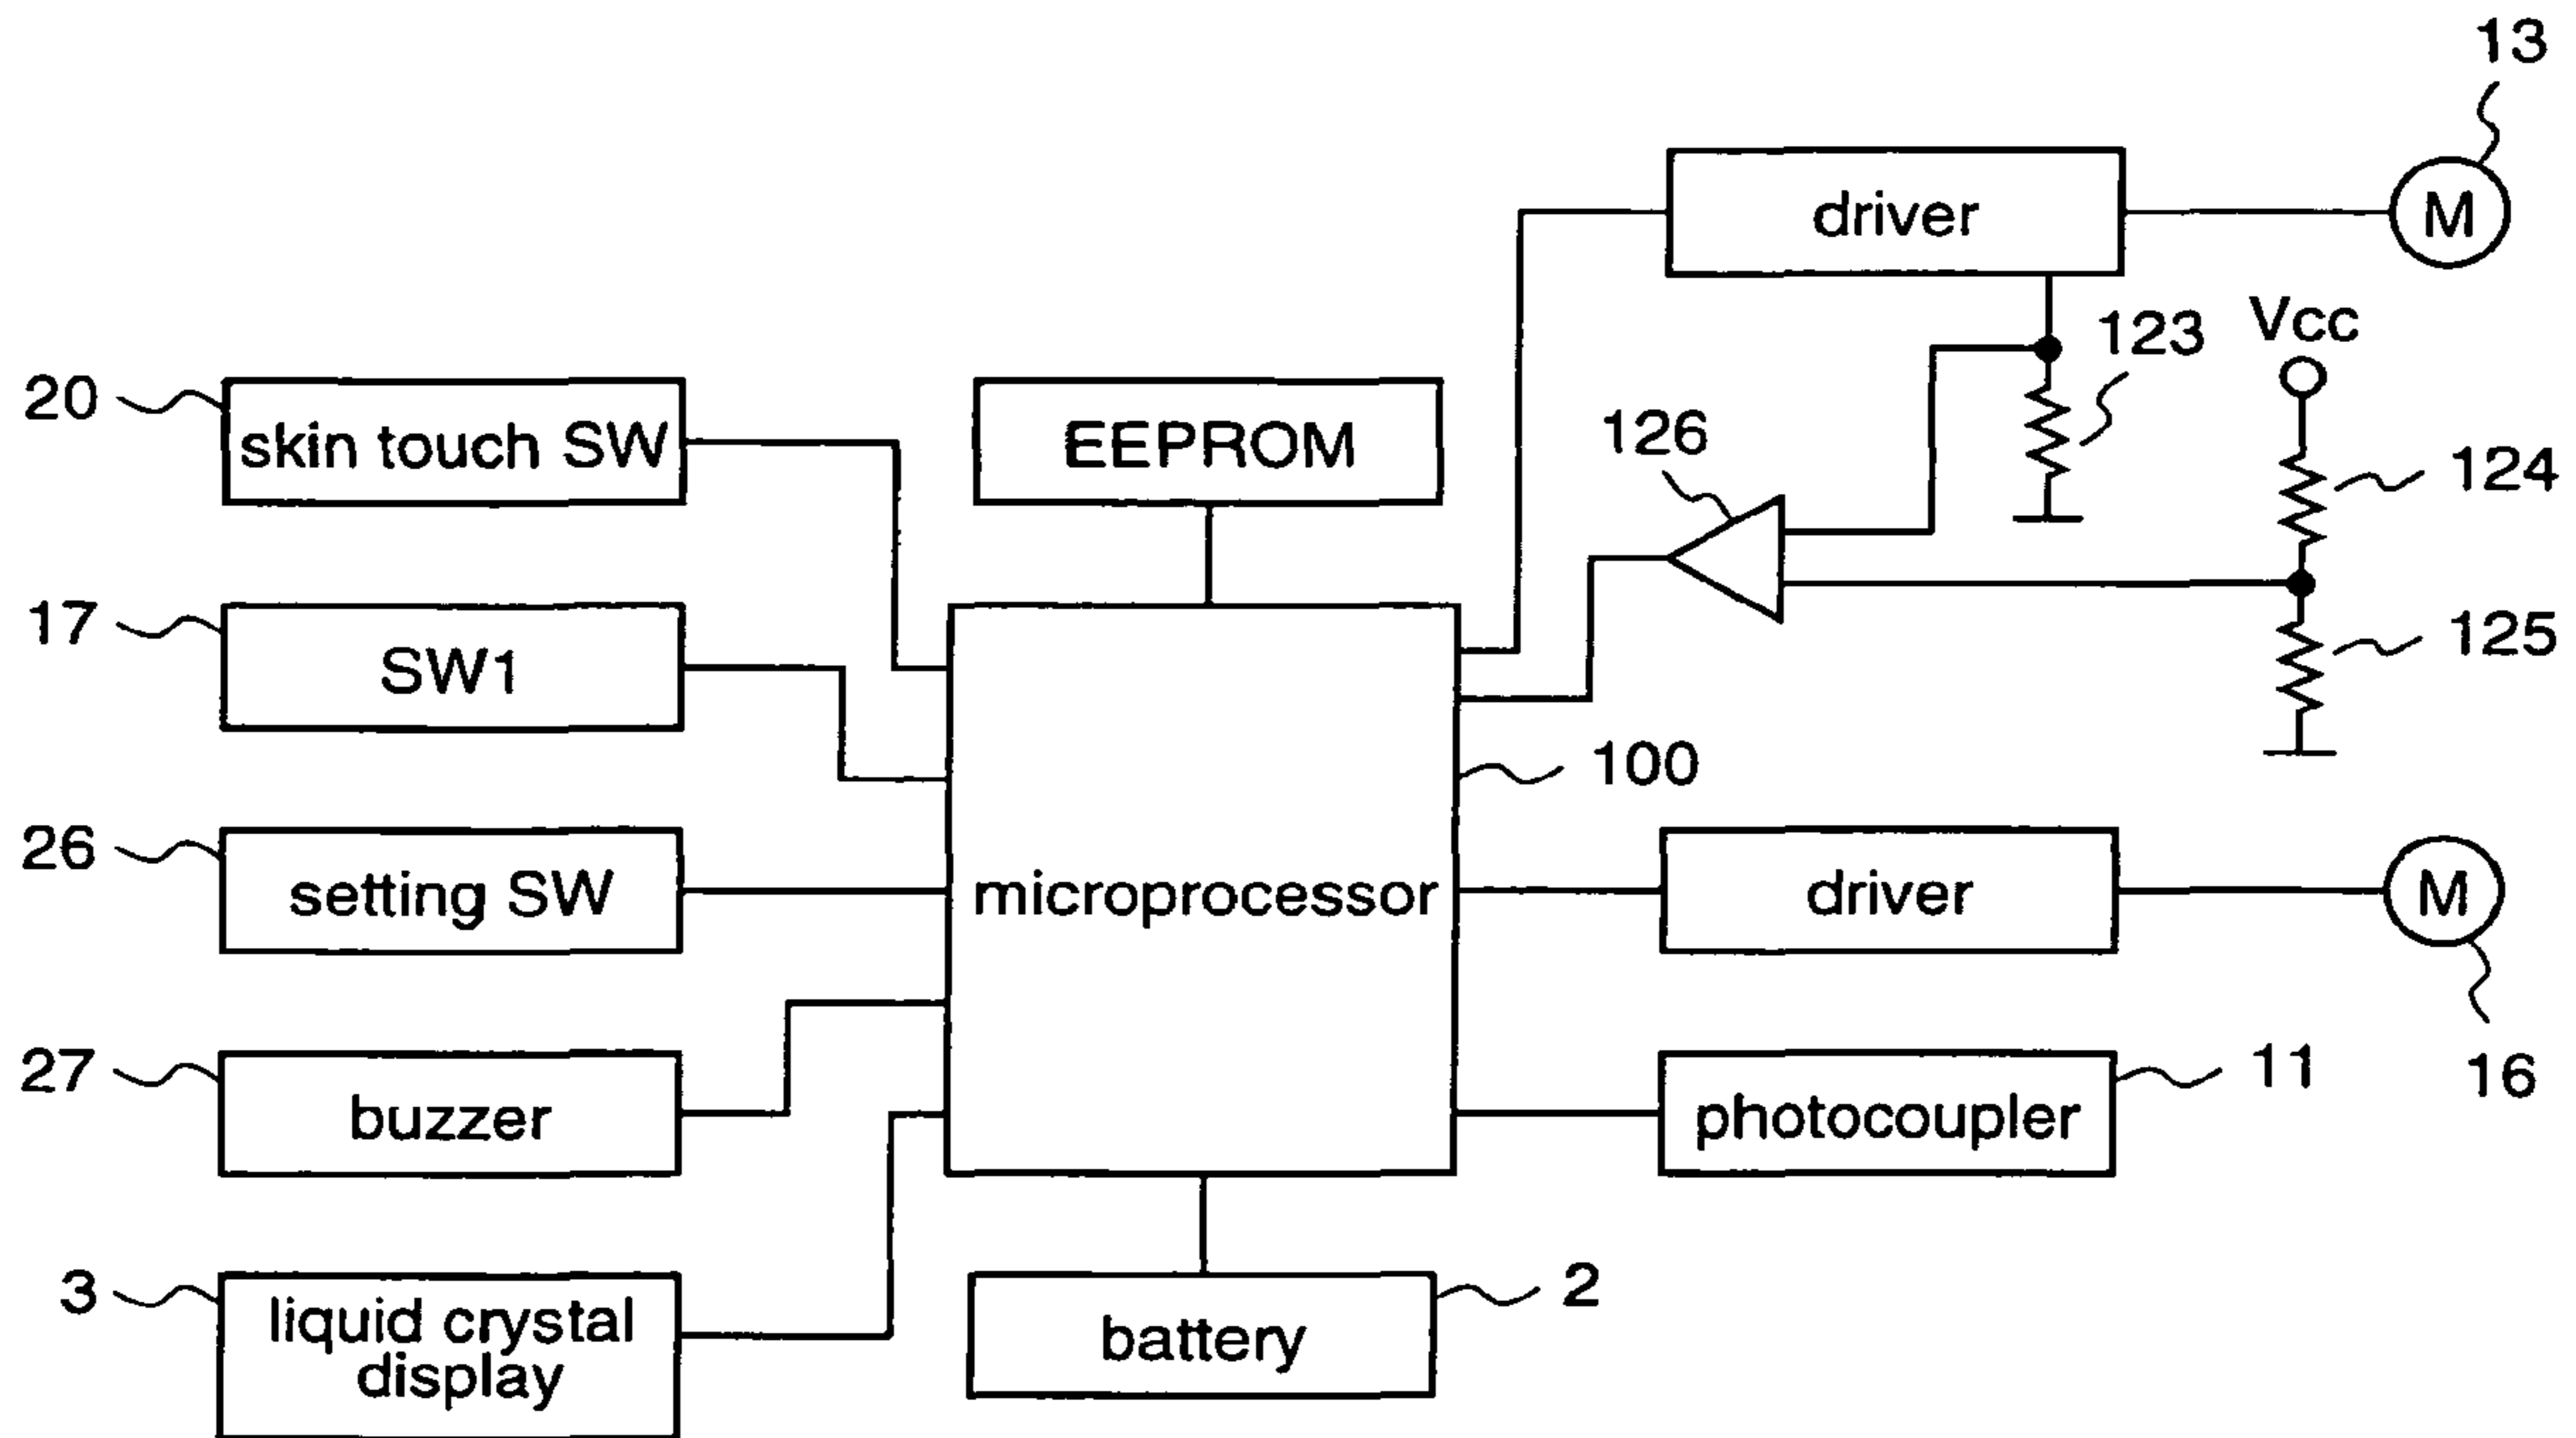 13
driver
M
123
Vcc
20
skin touch SW
EEPROM
126
124
17
SW1
125
100
26
setting SW
microprocessor
driver
M
27
buzzer
photocoupler
11
16
3
liquid crystal
display
battery
2